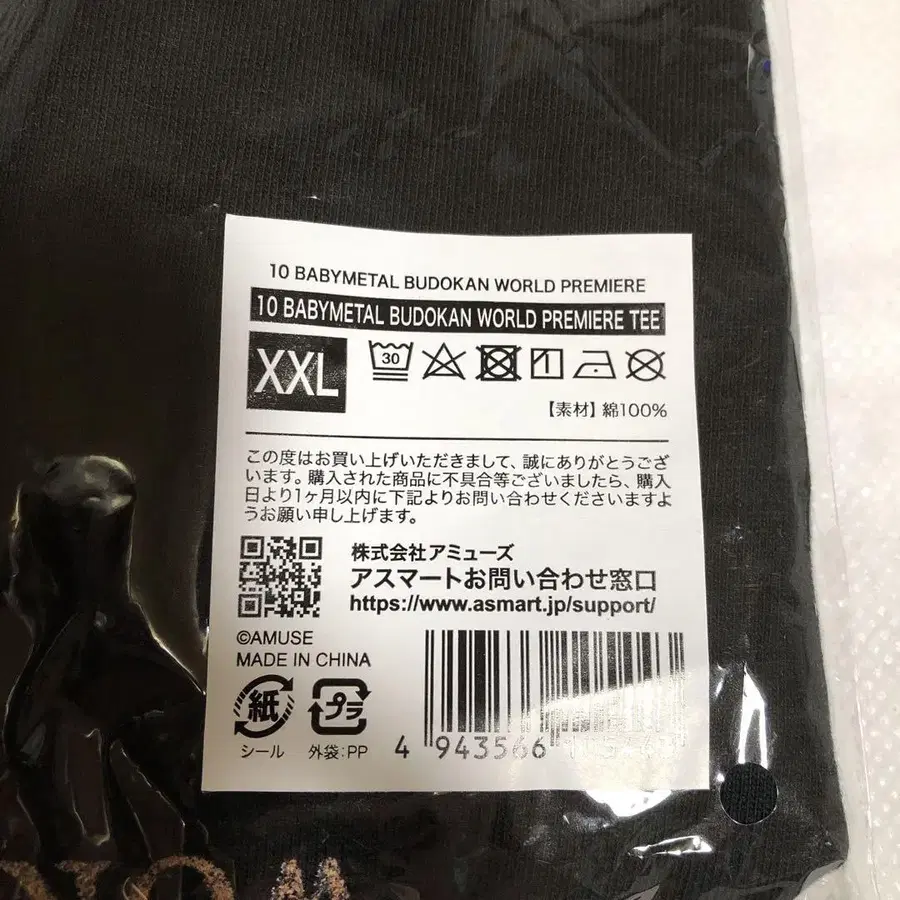 10 BABYMETAL BUDOKAN WORLD PREMIERE
10 BABYMETAL BUDOKAN WORLD PREMIERE TEE
XXL
30
【素材】綿100%
この度はお買い上げいただきまして、誠にありがとうござ
います。購入された商品に不具合等ございましたら、購入
日より1ヶ月以内に下記よりお問い合わせくださいますよ
うお願い申し上げます。
株式会社アミューズ
アスマートお問い合わせ窓口
https://www.asmart.jp/support/
©AMUSE
MADE IN CHINA
紙
プラ
シール
外袋:PP
4 943566